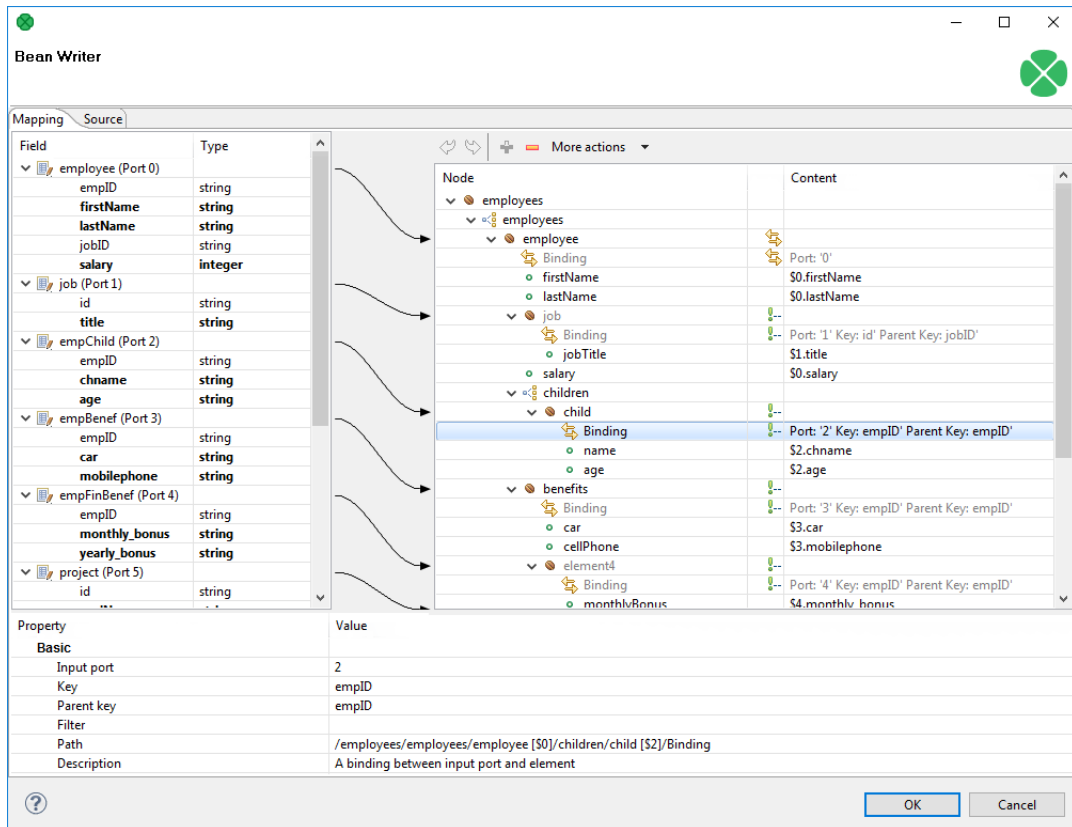 Bean Writer
Mapping Source
Field Type
employee (Port 0)
empID string
firstName string
lastName string
jobID string
salary integer
job (Port 1)
id string
title string
empChild (Port 2)
empID string
chname string
age string
empBenef (Port 3)
empID string
car string
mobilephone string
empFinBenef (Port 4)
empID string
monthly_bonus string
yearly_bonus string
project (Port 5)
id string
More actions
Node Content
employees
employees
employee
Binding Port: '0'
firstName $0.firstName
lastName $0.lastName
job
Binding Port: '1' Key: id' Parent Key: jobID'
jobTitle $1.title
salary $0.salary
children
child
Binding Port: '2' Key: empID' Parent Key: empID'
name $2.chname
age $2.age
benefits
Binding Port: '3' Key: empID' Parent Key: empID'
car $3.car
cellPhone $3.mobilephone
element4
Binding Port: '4' Key: empID' Parent Key: empID'
monthlyBonus $4.monthly_bonus
Property Value
Basic
Input port 2
Key empID
Parent key empID
Filter
Path /employees/employees/employee [$0]/children/child [$2]/Binding
Description A binding between input port and element
?
OK Cancel